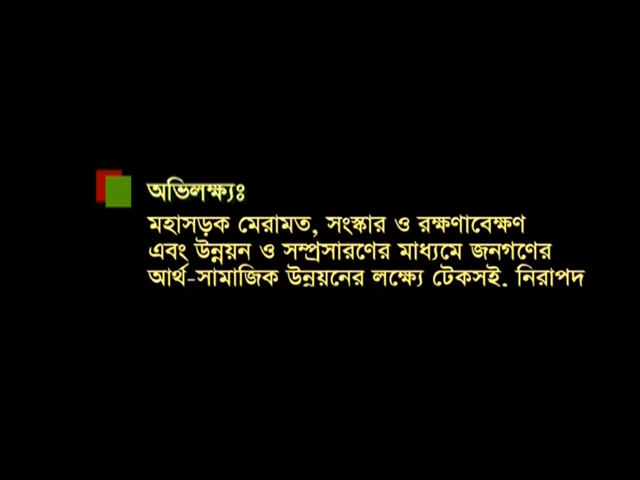 অভিলক্ষ্যঃ
মহাসড়ক মেরামত, সংস্কার ও রক্ষণাবেক্ষণ
এবং উন্নয়ন ও সম্প্রসারণের মাধ্যমে জনগণের
আর্থ-সামাজিক উন্নয়নের লক্ষ্যে টেকসই, নিরাপদ